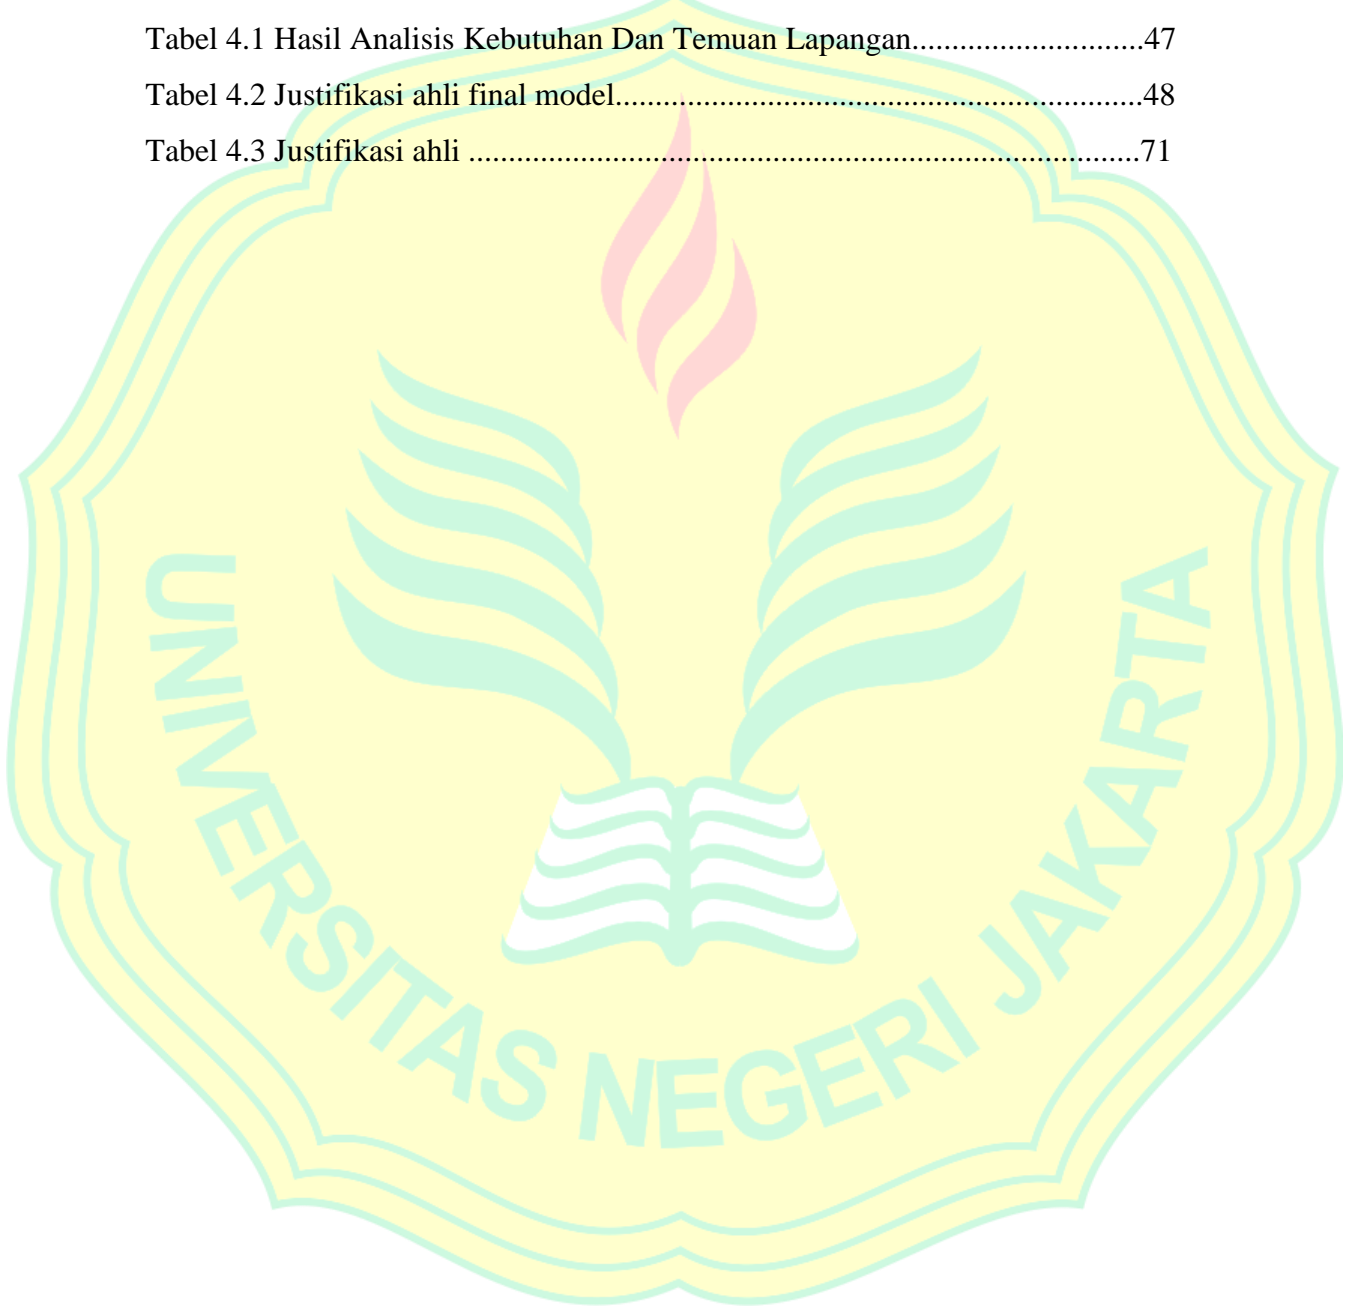 Tabel 4.1 Hasil Analisis Kebutuhan Dan Temuan Lapangan.............................47
Tabel 4.2 Justifikasi ahli final model...................................................................48
Tabel 4.3 Justifikasi ahli .....................................................................................71
UNIVERSITAS NEGERI JAKARTA